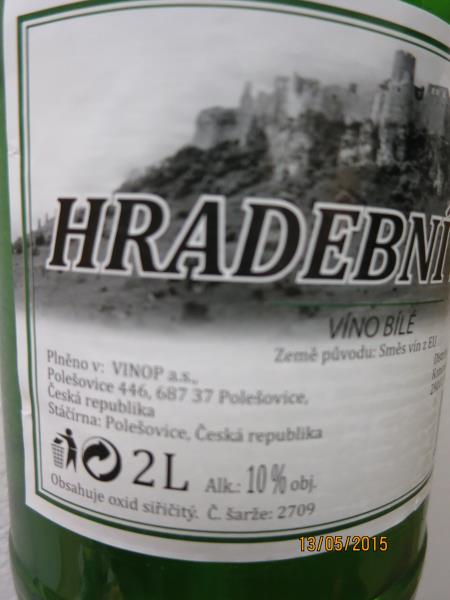 HRADEBNÍ
VÍNO BÍLÉ
Země původu: Směs vín z EU
Plněno v: VINOP a.s.,
Polešovice 446, 687 37 Polešovice,
Česká republika
Stáčírna: Polešovice, Česká republika
2L Alk.: 10% obj.
Obsahuje oxid siřičitý. Č. šarže: 2709
13/05/2015